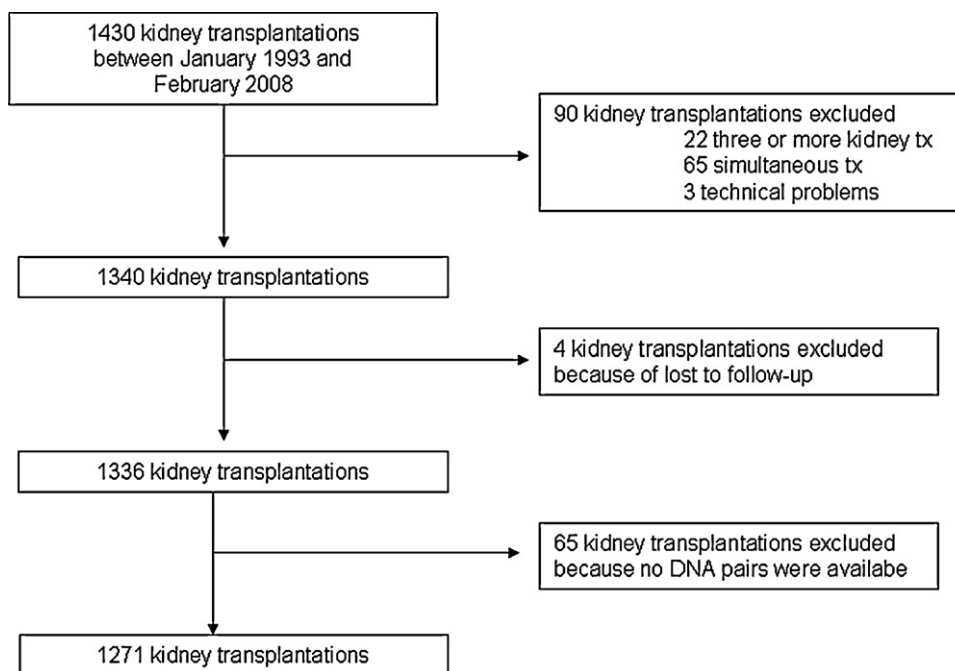 1430 kidney transplantations
between January 1993 and
February 2008
90 kidney transplantations excluded
22 three or more kidney tx
65 simultaneous tx
3 technical problems
1340 kidney transplantations
4 kidney transplantations excluded
because of lost to follow-up
1336 kidney transplantations
65 kidney transplantations excluded
because no DNA pairs were availabe
1271 kidney transplantations